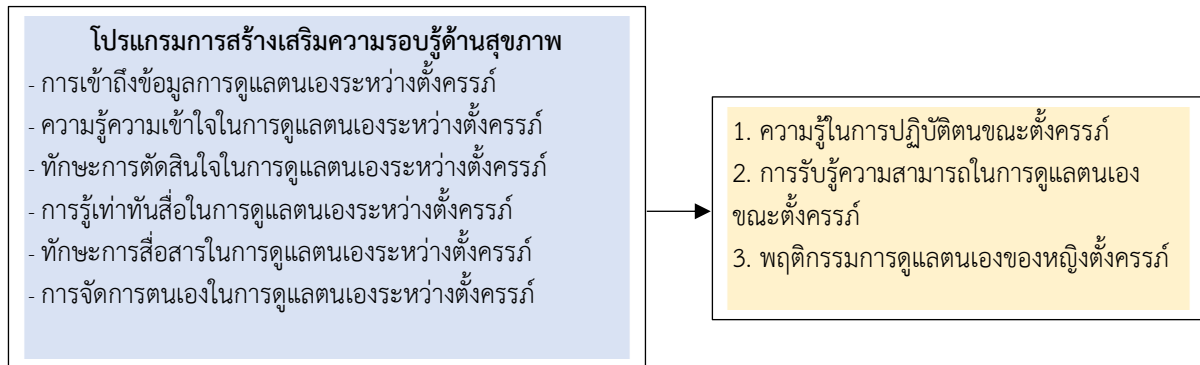 โปรแกรมการสร้างเสริมความรอบรู้ด้านสุขภาพ
- การเข้าถึงข้อมูลการดูแลตนเองระหว่างตั้งครรภ์
- ความรู้ความเข้าใจในการดูแลตนเองระหว่างตั้งครรภ์
- ทักษะการตัดสินใจในการดูแลตนเองระหว่างตั้งครรภ์
- การรู้เท่าทันสื่อในการดูแลตนเองระหว่างตั้งครรภ์
- ทักษะการสื่อสารในการดูแลตนเองระหว่างตั้งครรภ์
- การจัดการตนเองในการดูแลตนเองระหว่างตั้งครรภ์
1. ความรู้ในการปฏิบัติตนขณะตั้งครรภ์
2. การรับรู้ความสามารถในการดูแลตนเอง
ขณะตั้งครรภ์
3. พฤติกรรมการดูแลตนเองของหญิงตั้งครรภ์